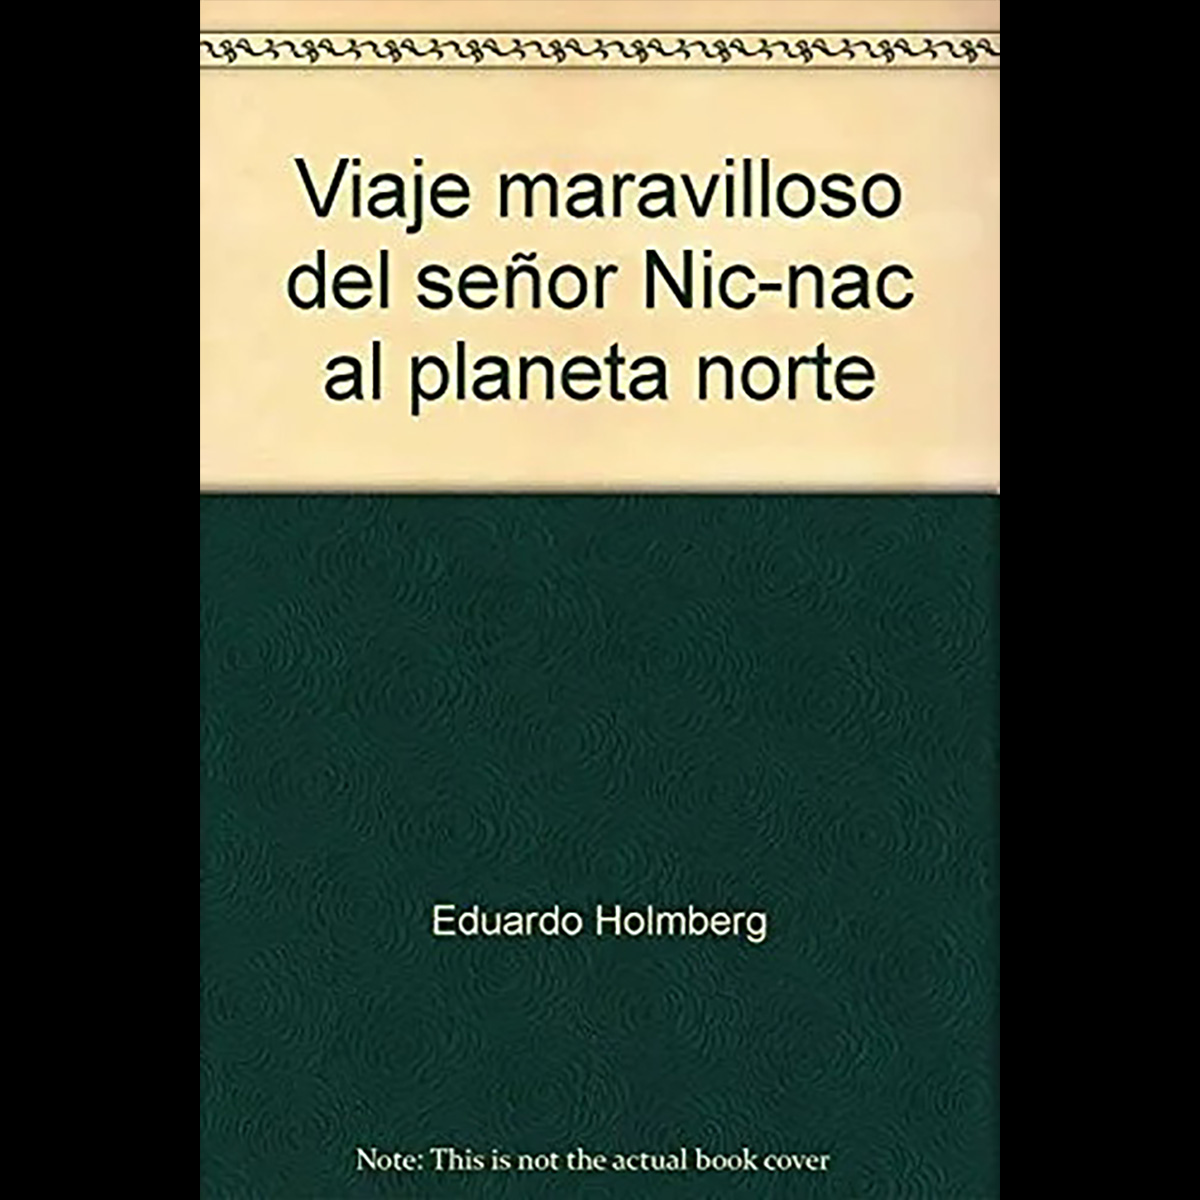 Viaje maravilloso
del señor Nic-nac
al planeta norte
Eduardo Holmberg
Note: This is not the actual book cover